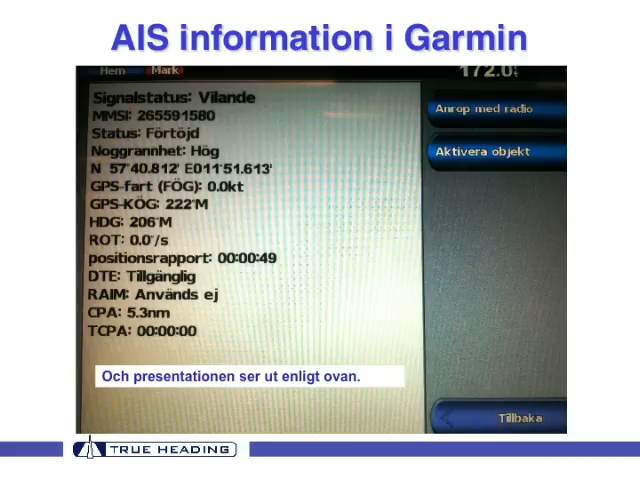 AIS information i Garmin
Hem Mark 172.0
Signalstatus: Vilande
MMSI: 265591580
Status: Förtöjd
Noggrannhet: Hög
N 57°40.812' E011°51.613'
GPS-fart (FÖG): 0.0kt
GPS-KÖG: 222°M
HDG: 206°M
ROT: 0.0°/s
positionsrapport: 00:00:49
DTE: Tillgänglig
RAIM: Används ej
CPA: 5.3nm
TCPA: 00:00:00
Anrop med radio
Aktivera objekt
Och presentationen ser ut enligt ovan.
Tillbaka
TRUE HEADING